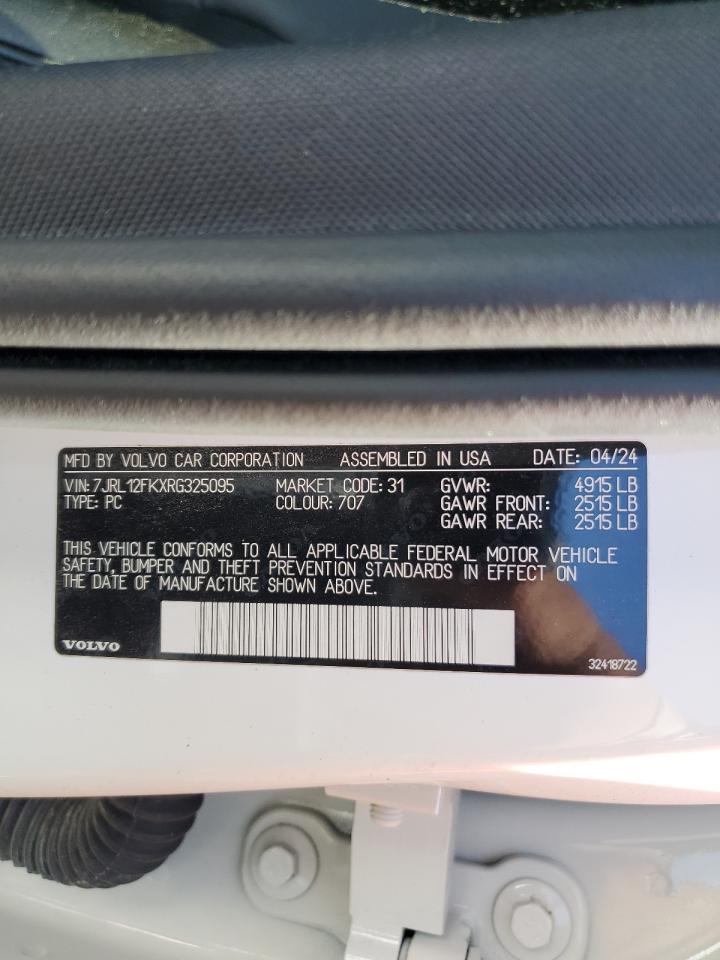 MFD BY VOLVO CAR CORPORATION ASSEMBLED IN USA DATE: 04/24
VIN: 7JRL12FKXRG325095 MARKET CODE: 31 GVWR: 4915 LB
TYPE: PC COLOUR: 707 GAWR FRONT: 2515 LB
GAWR REAR: 2515 LB
THIS VEHICLE CONFORMS TO ALL APPLICABLE FEDERAL MOTOR VEHICLE
SAFETY, BUMPER AND THEFT PREVENTION STANDARDS IN EFFECT ON
THE DATE OF MANUFACTURE SHOWN ABOVE.
VOLVO 32418722